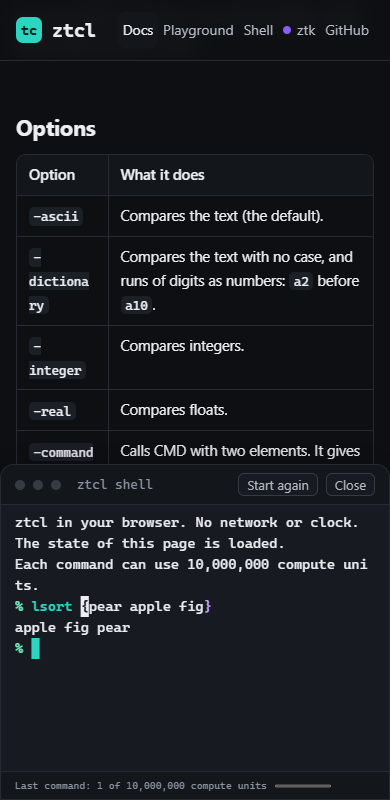 tc ztcl Docs Playground Shell ztk GitHub
Options
Option What it does
-ascii Compares the text (the default).
-
dictiona
ry
Compares the text with no case, and
runs of digits as numbers: a2 before
a10.
-
integer
Compares integers.
-real Compares floats.
-command Calls CMD with two elements. It gives
ztcl shell Start again Close
ztcl in your browser. No network or clock.
The state of this page is loaded.
Each command can use 10,000,000 compute uni
ts.
% lsort {pear apple fig}
apple fig pear
%
Last command: 1 of 10,000,000 compute units